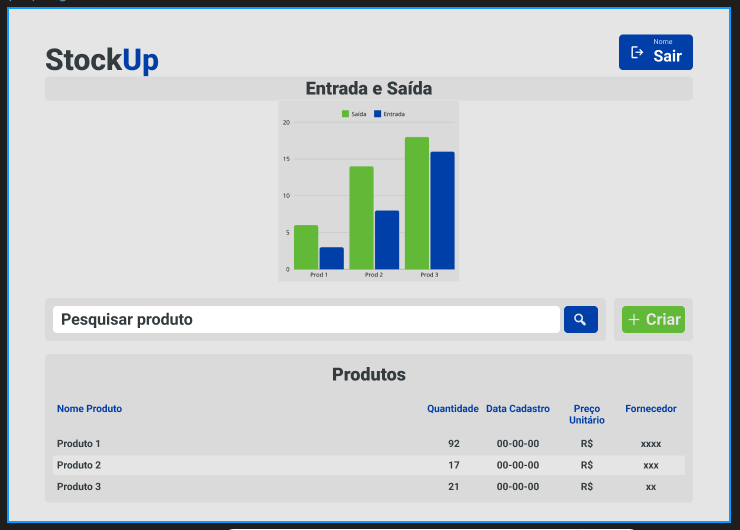 StockUp
Nome
Sair
Entrada e Saída
Saída Entrada
20
15
10
5
0
Prod 1 Prod 2 Prod 3
Pesquisar produto
+ Criar
Produtos
Nome Produto Quantidade Data Cadastro Preço Unitário Fornecedor
Produto 1 92 00-00-00 R$ xxxx
Produto 2 17 00-00-00 R$ xxx
Produto 3 21 00-00-00 R$ xx